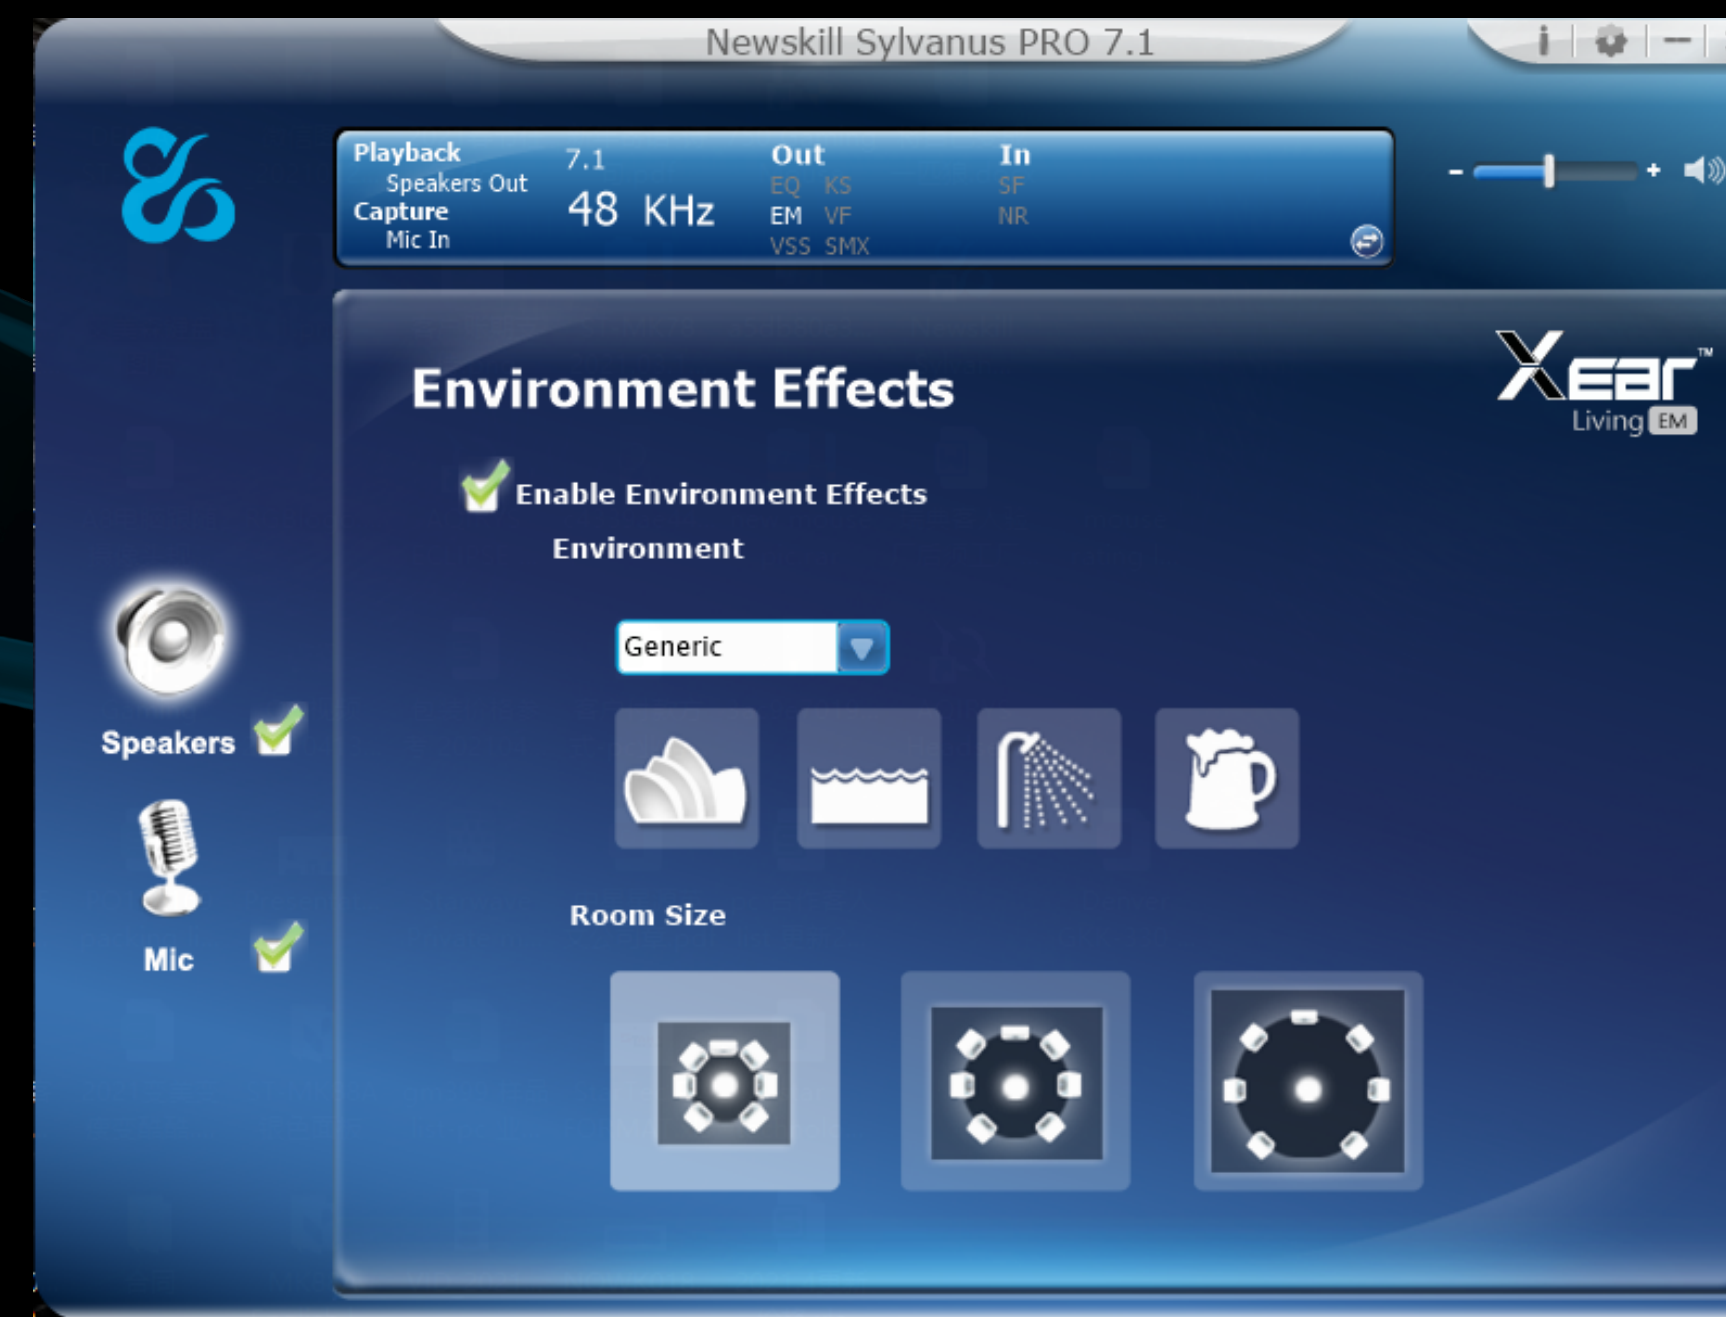 Newskill Sylvanus PRO 7.1
Playback 7.1 Out In
Speakers Out EQ KS SF
Capture 48 KHz EM VF NR
Mic In VSS SMX
Environment Effects
Xear™
Living EM
Enable Environment Effects
Environment
Generic
Speakers
Room Size
Mic